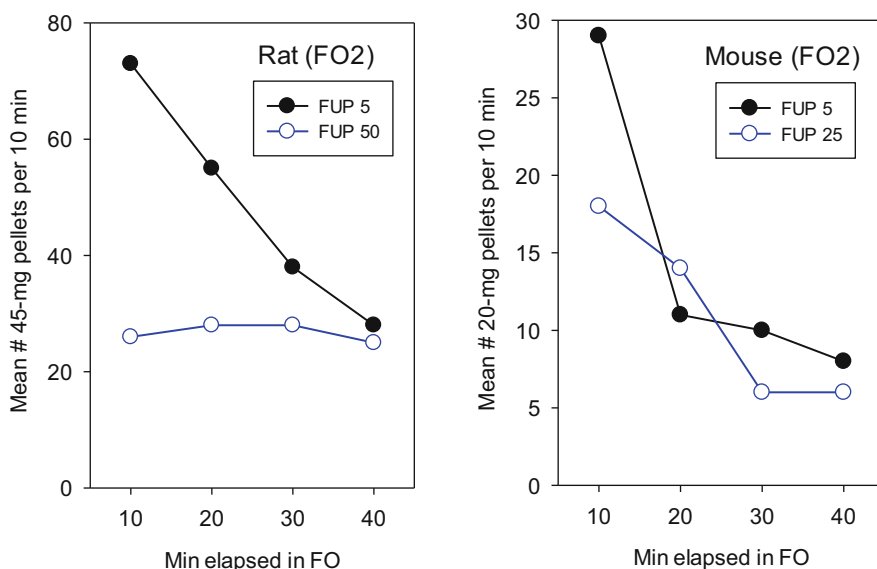 Rat (FO2)
FUP 5
FUP 50
Mean # 45-mg pellets per 10 min
80
60
40
20
0
10 20 30 40
Min elapsed in FO
Mouse (FO2)
FUP 5
FUP 25
Mean # 20-mg pellets per 10 min
30
25
20
15
10
5
0
10 20 30 40
Min elapsed in FO